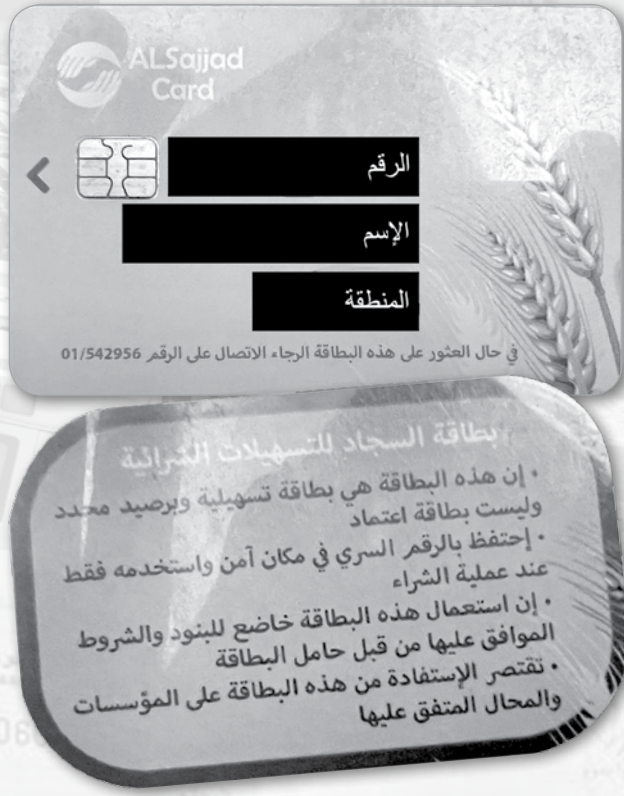 ALSajjad
Card
الرقم
الإسم
المنطقة
في حال العثور على هذه البطاقة الرجاء الاتصال على الرقم 01/542956
بطاقة السجاد للتسهيلات الشرائية
• إن هذه البطاقة هي بطاقة تسهيلية وبرصيد محدد
وليست بطاقة اعتماد
• إحتفظ بالرقم السري في مكان آمن واستخدمه فقط
عند عملية الشراء
• إن استعمال هذه البطاقة خاضع للبنود والشروط
الموافق عليها من قبل حامل البطاقة
• تقتصر الإستفادة من هذه البطاقة على المؤسسات
والمحال المتفق عليها